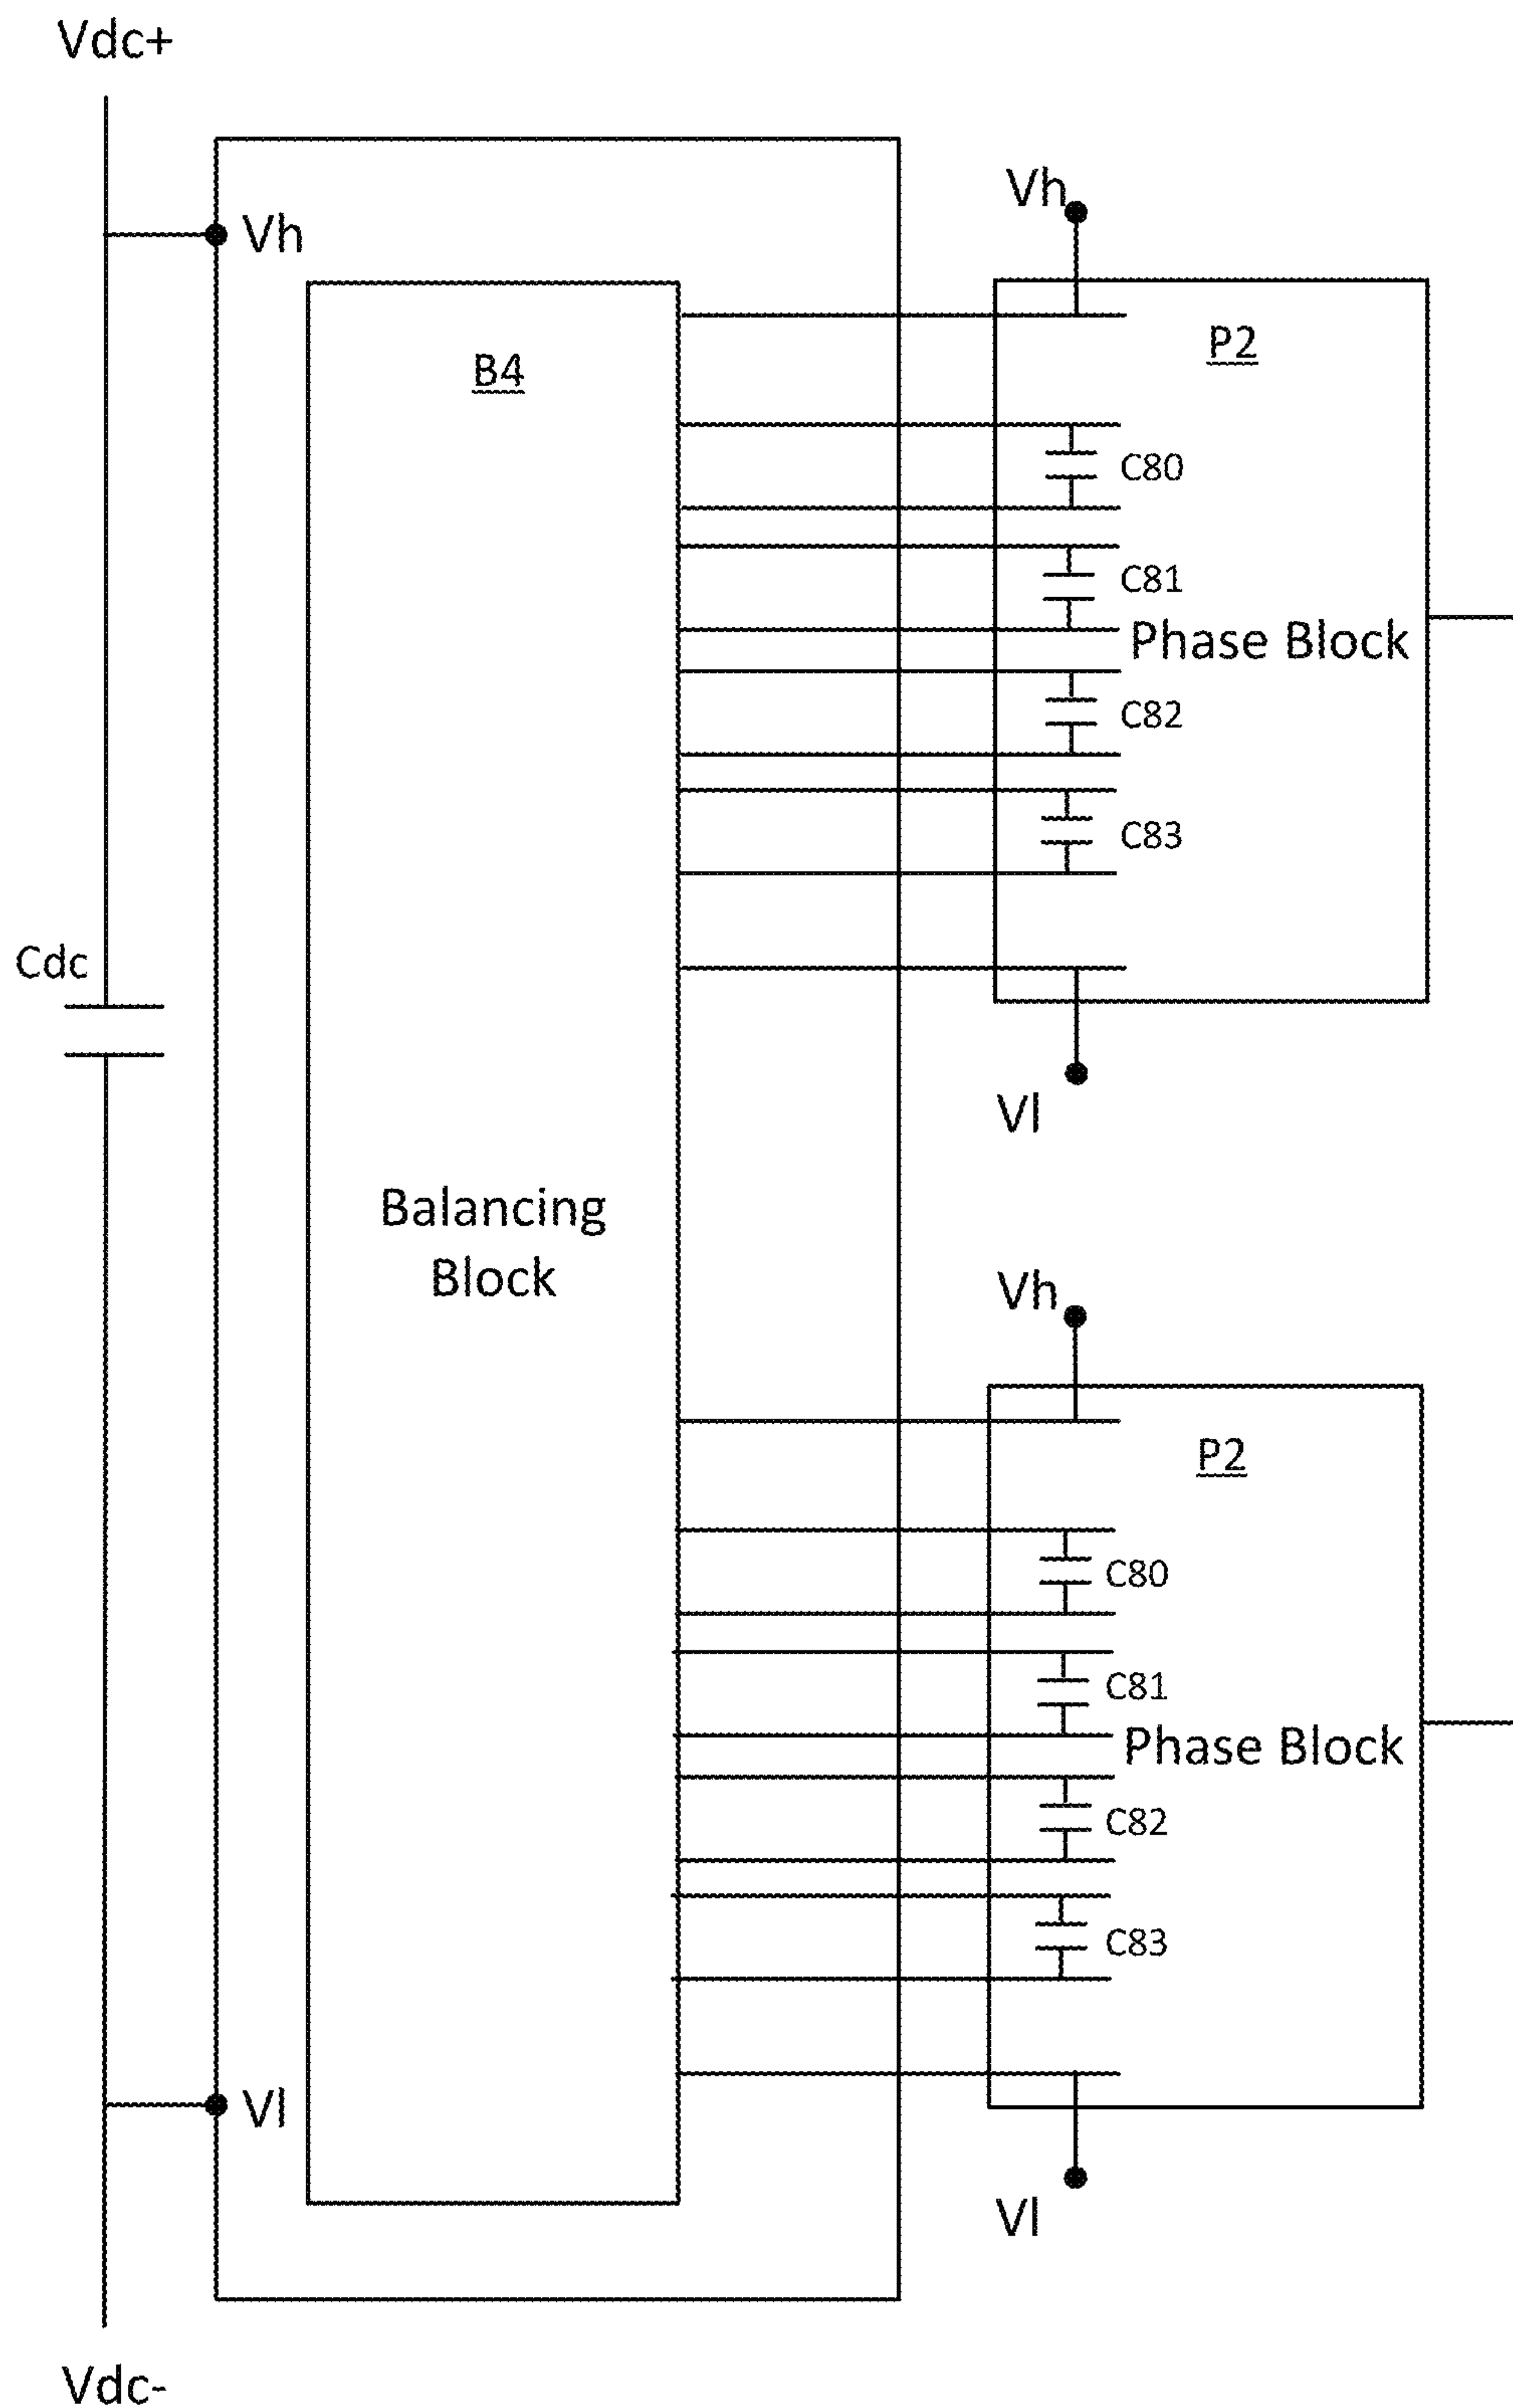 Vdc+
Vh
Vh
B4
P2
C80
C81
Phase Block
C82
C83
Cdc
Vl
Balancing
Block
Vh
P2
C80
C81
Phase Block
C82
C83
Vl
Vl
Vdc-